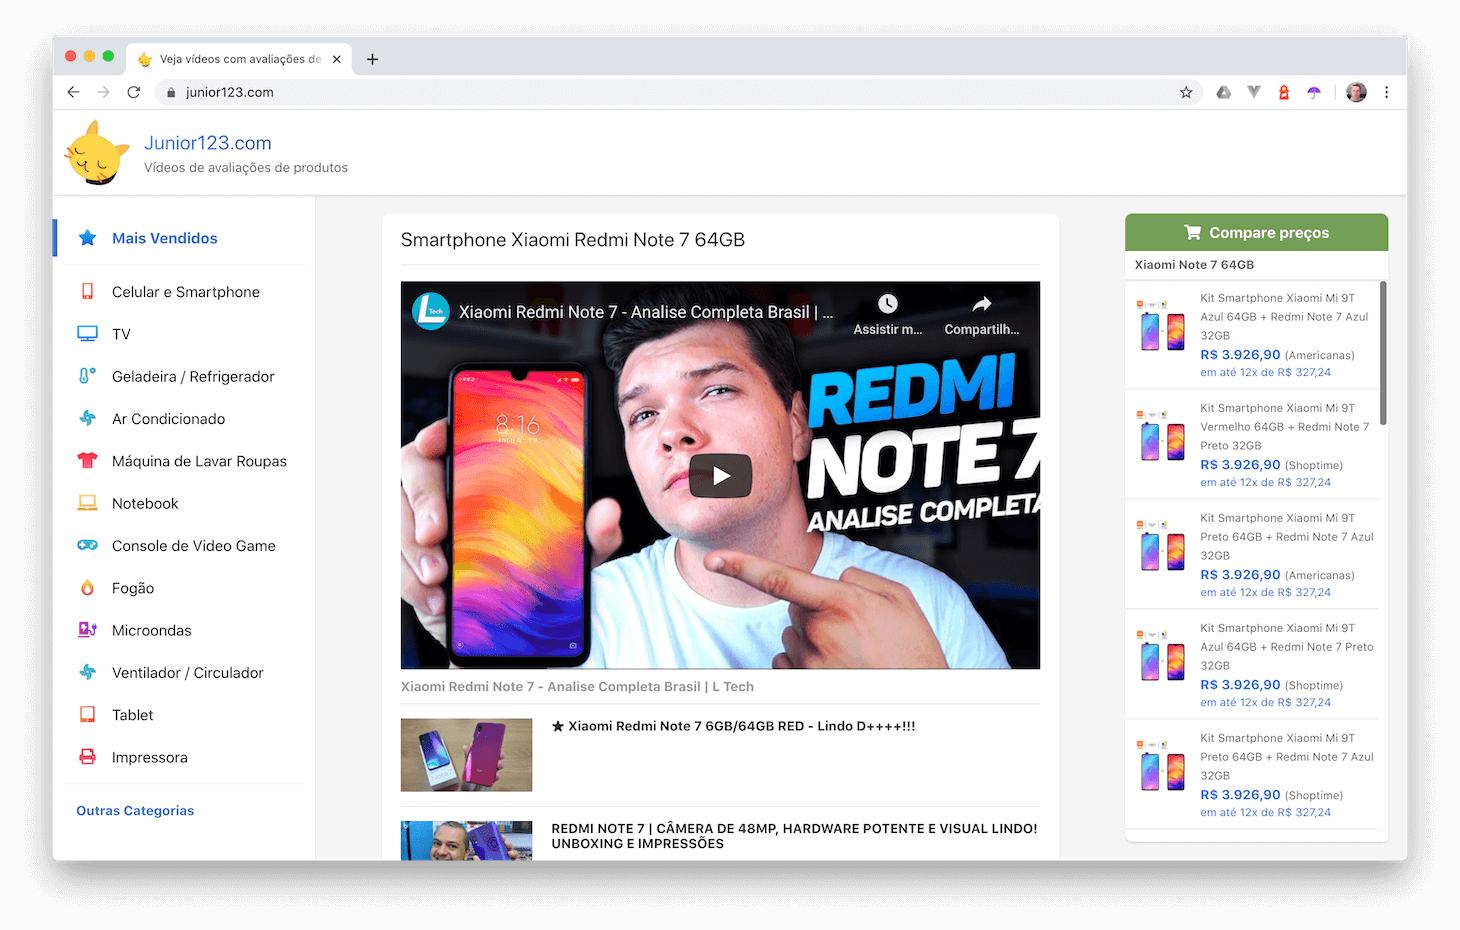 Veja vídeos com avaliações de
junior123.com
Junior123.com
Vídeos de avaliações de produtos
Mais Vendidos
Celular e Smartphone
TV
Geladeira / Refrigerador
Ar Condicionado
Máquina de Lavar Roupas
Notebook
Console de Video Game
Fogão
Microondas
Ventilador / Circulador
Tablet
Impressora
Outras Categorias
Smartphone Xiaomi Redmi Note 7 64GB
L Tech
Xiaomi Redmi Note 7 - Analise Completa Brasil | ...
Assistir m...
Compartilh...
8:16
REDMI
NOTE 7
ANALISE COMPLETA
Xiaomi Redmi Note 7 - Analise Completa Brasil | L Tech
★ Xiaomi Redmi Note 7 6GB/64GB RED - Lindo D++++!!!
REDMI NOTE 7 | CÂMERA DE 48MP, HARDWARE POTENTE E VISUAL LINDO!
UNBOXING E IMPRESSÕES
Compare preços
Xiaomi Note 7 64GB
Kit Smartphone Xiaomi Mi 9T
Azul 64GB + Redmi Note 7 Azul
32GB
R$ 3.926,90 (Americanas)
em até 12x de R$ 327,24
Kit Smartphone Xiaomi Mi 9T
Vermelho 64GB + Redmi Note 7
Preto 32GB
R$ 3.926,90 (Shoptime)
em até 12x de R$ 327,24
Kit Smartphone Xiaomi Mi 9T
Preto 64GB + Redmi Note 7 Azul
32GB
R$ 3.926,90 (Americanas)
em até 12x de R$ 327,24
Kit Smartphone Xiaomi Mi 9T
Azul 64GB + Redmi Note 7 Preto
32GB
R$ 3.926,90 (Shoptime)
em até 12x de R$ 327,24
Kit Smartphone Xiaomi Mi 9T
Preto 64GB + Redmi Note 7 Azul
32GB
R$ 3.926,90 (Shoptime)
em até 12x de R$ 327,24